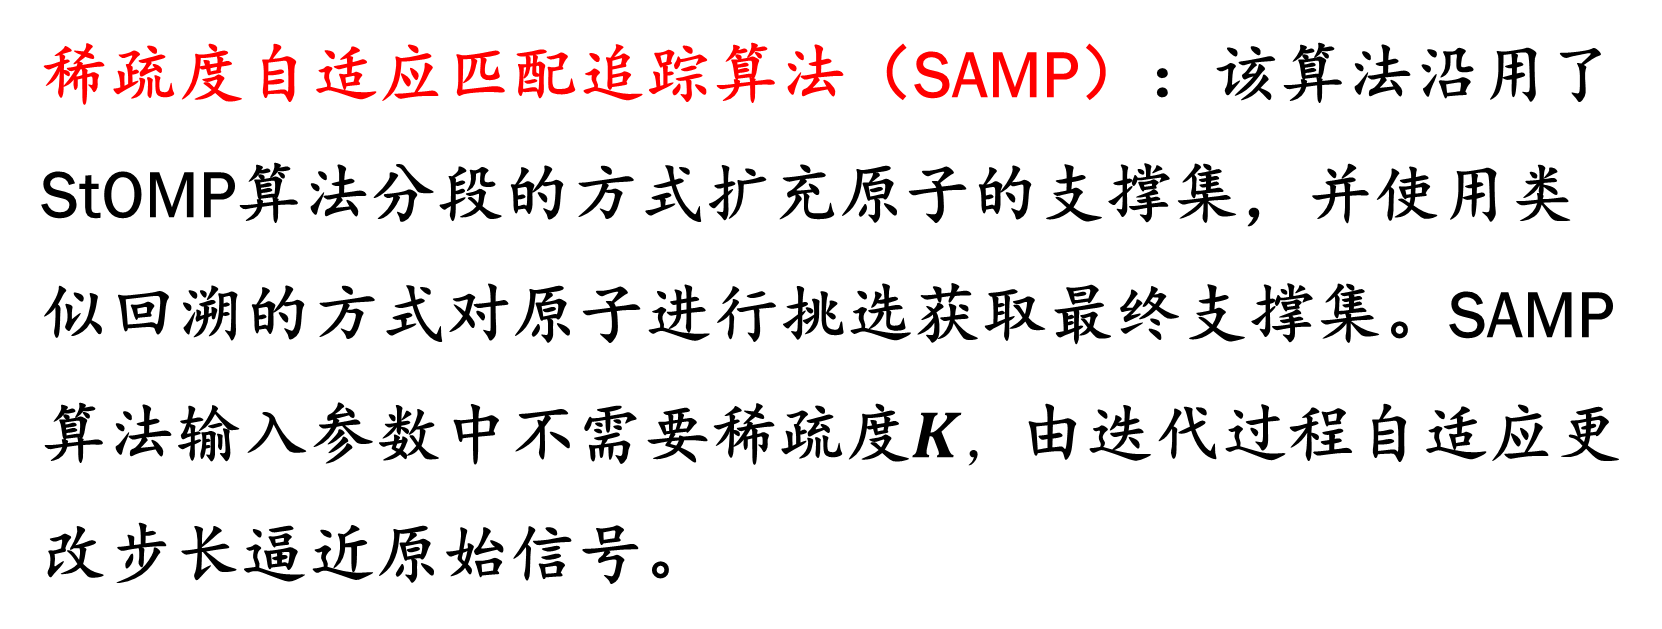 稀疏度自适应匹配追踪算法（SAMP）：该算法沿用了
StOMP算法分段的方式扩充原子的支撑集，并使用类
似回溯的方式对原子进行挑选获取最终支撑集。SAMP
算法输入参数中不需要稀疏度K，由迭代过程自适应更
改步长逼近原始信号。